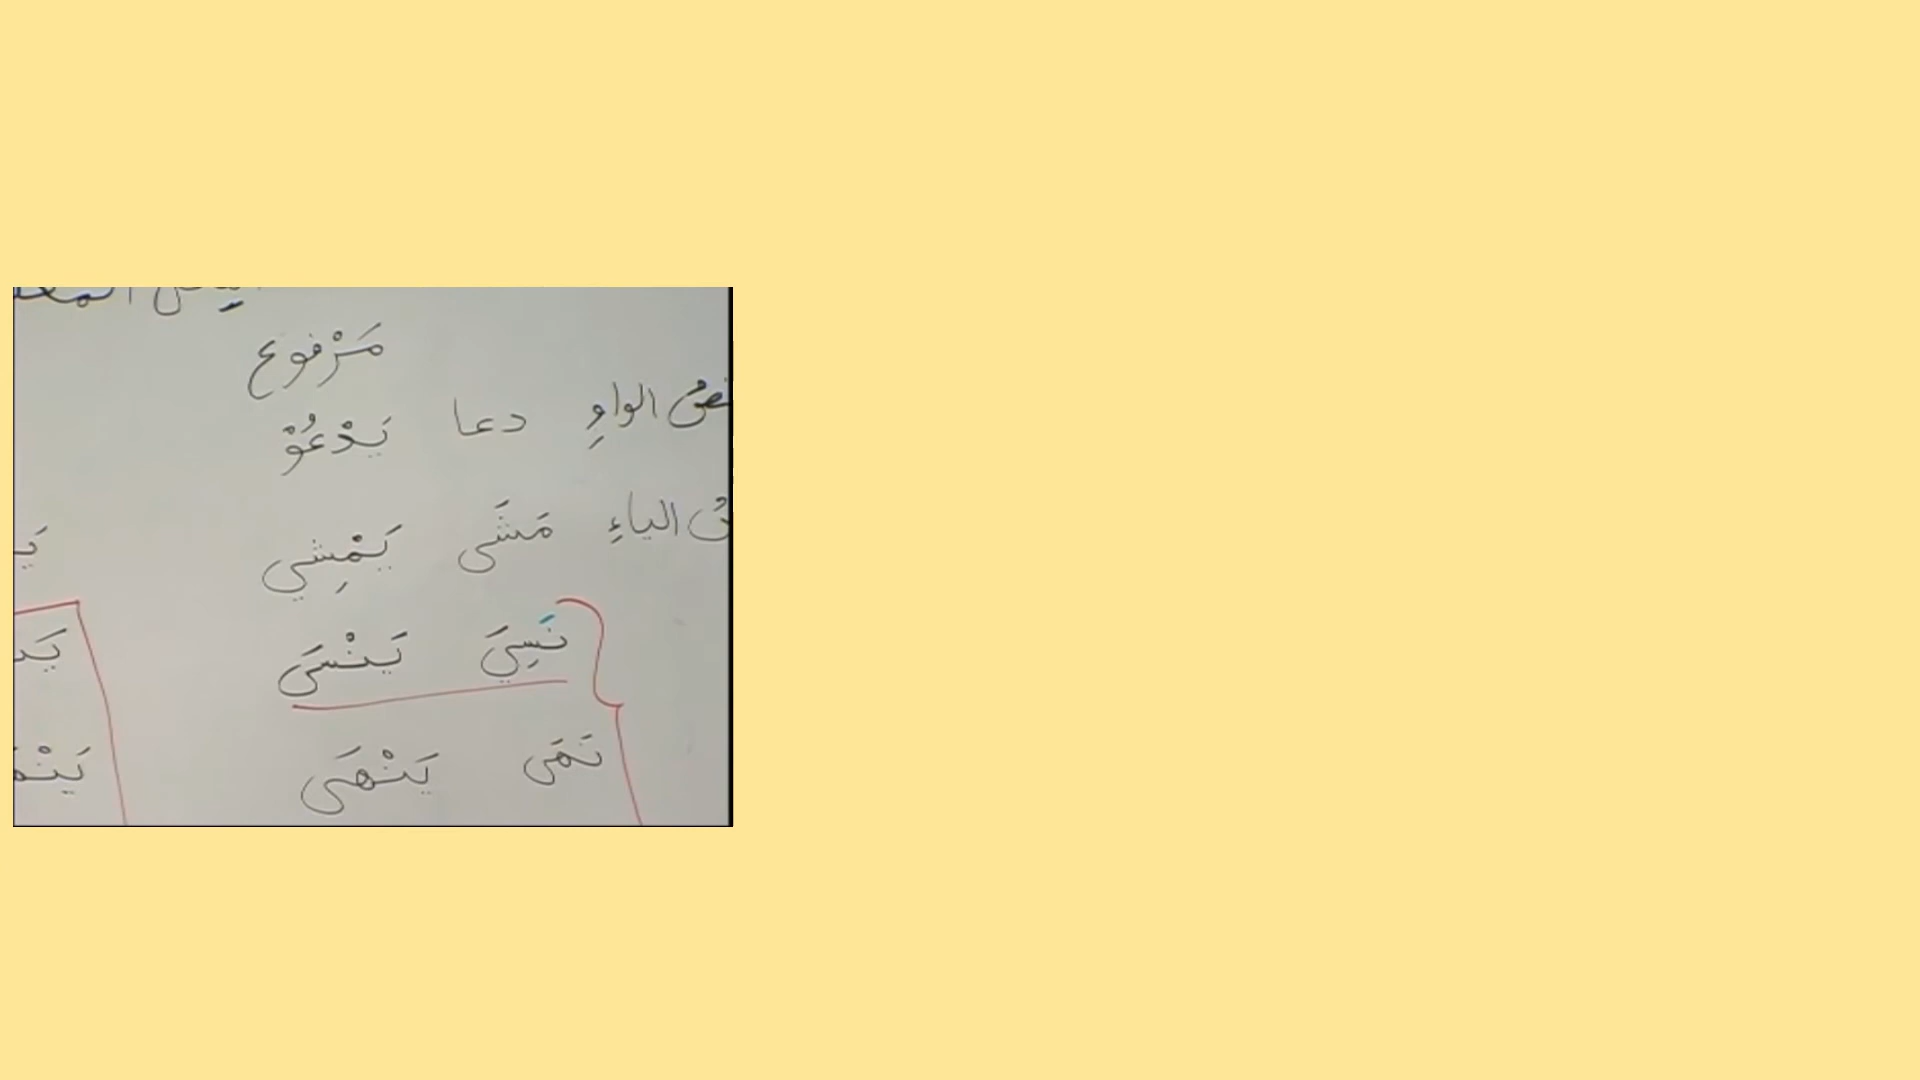 مَرْفوع
الواوِ دعا يَدْعُوْ
الياءِ مَشَى يَمْشِي
نَسِيَ يَنْسَى
نَهَى يَنْهَى